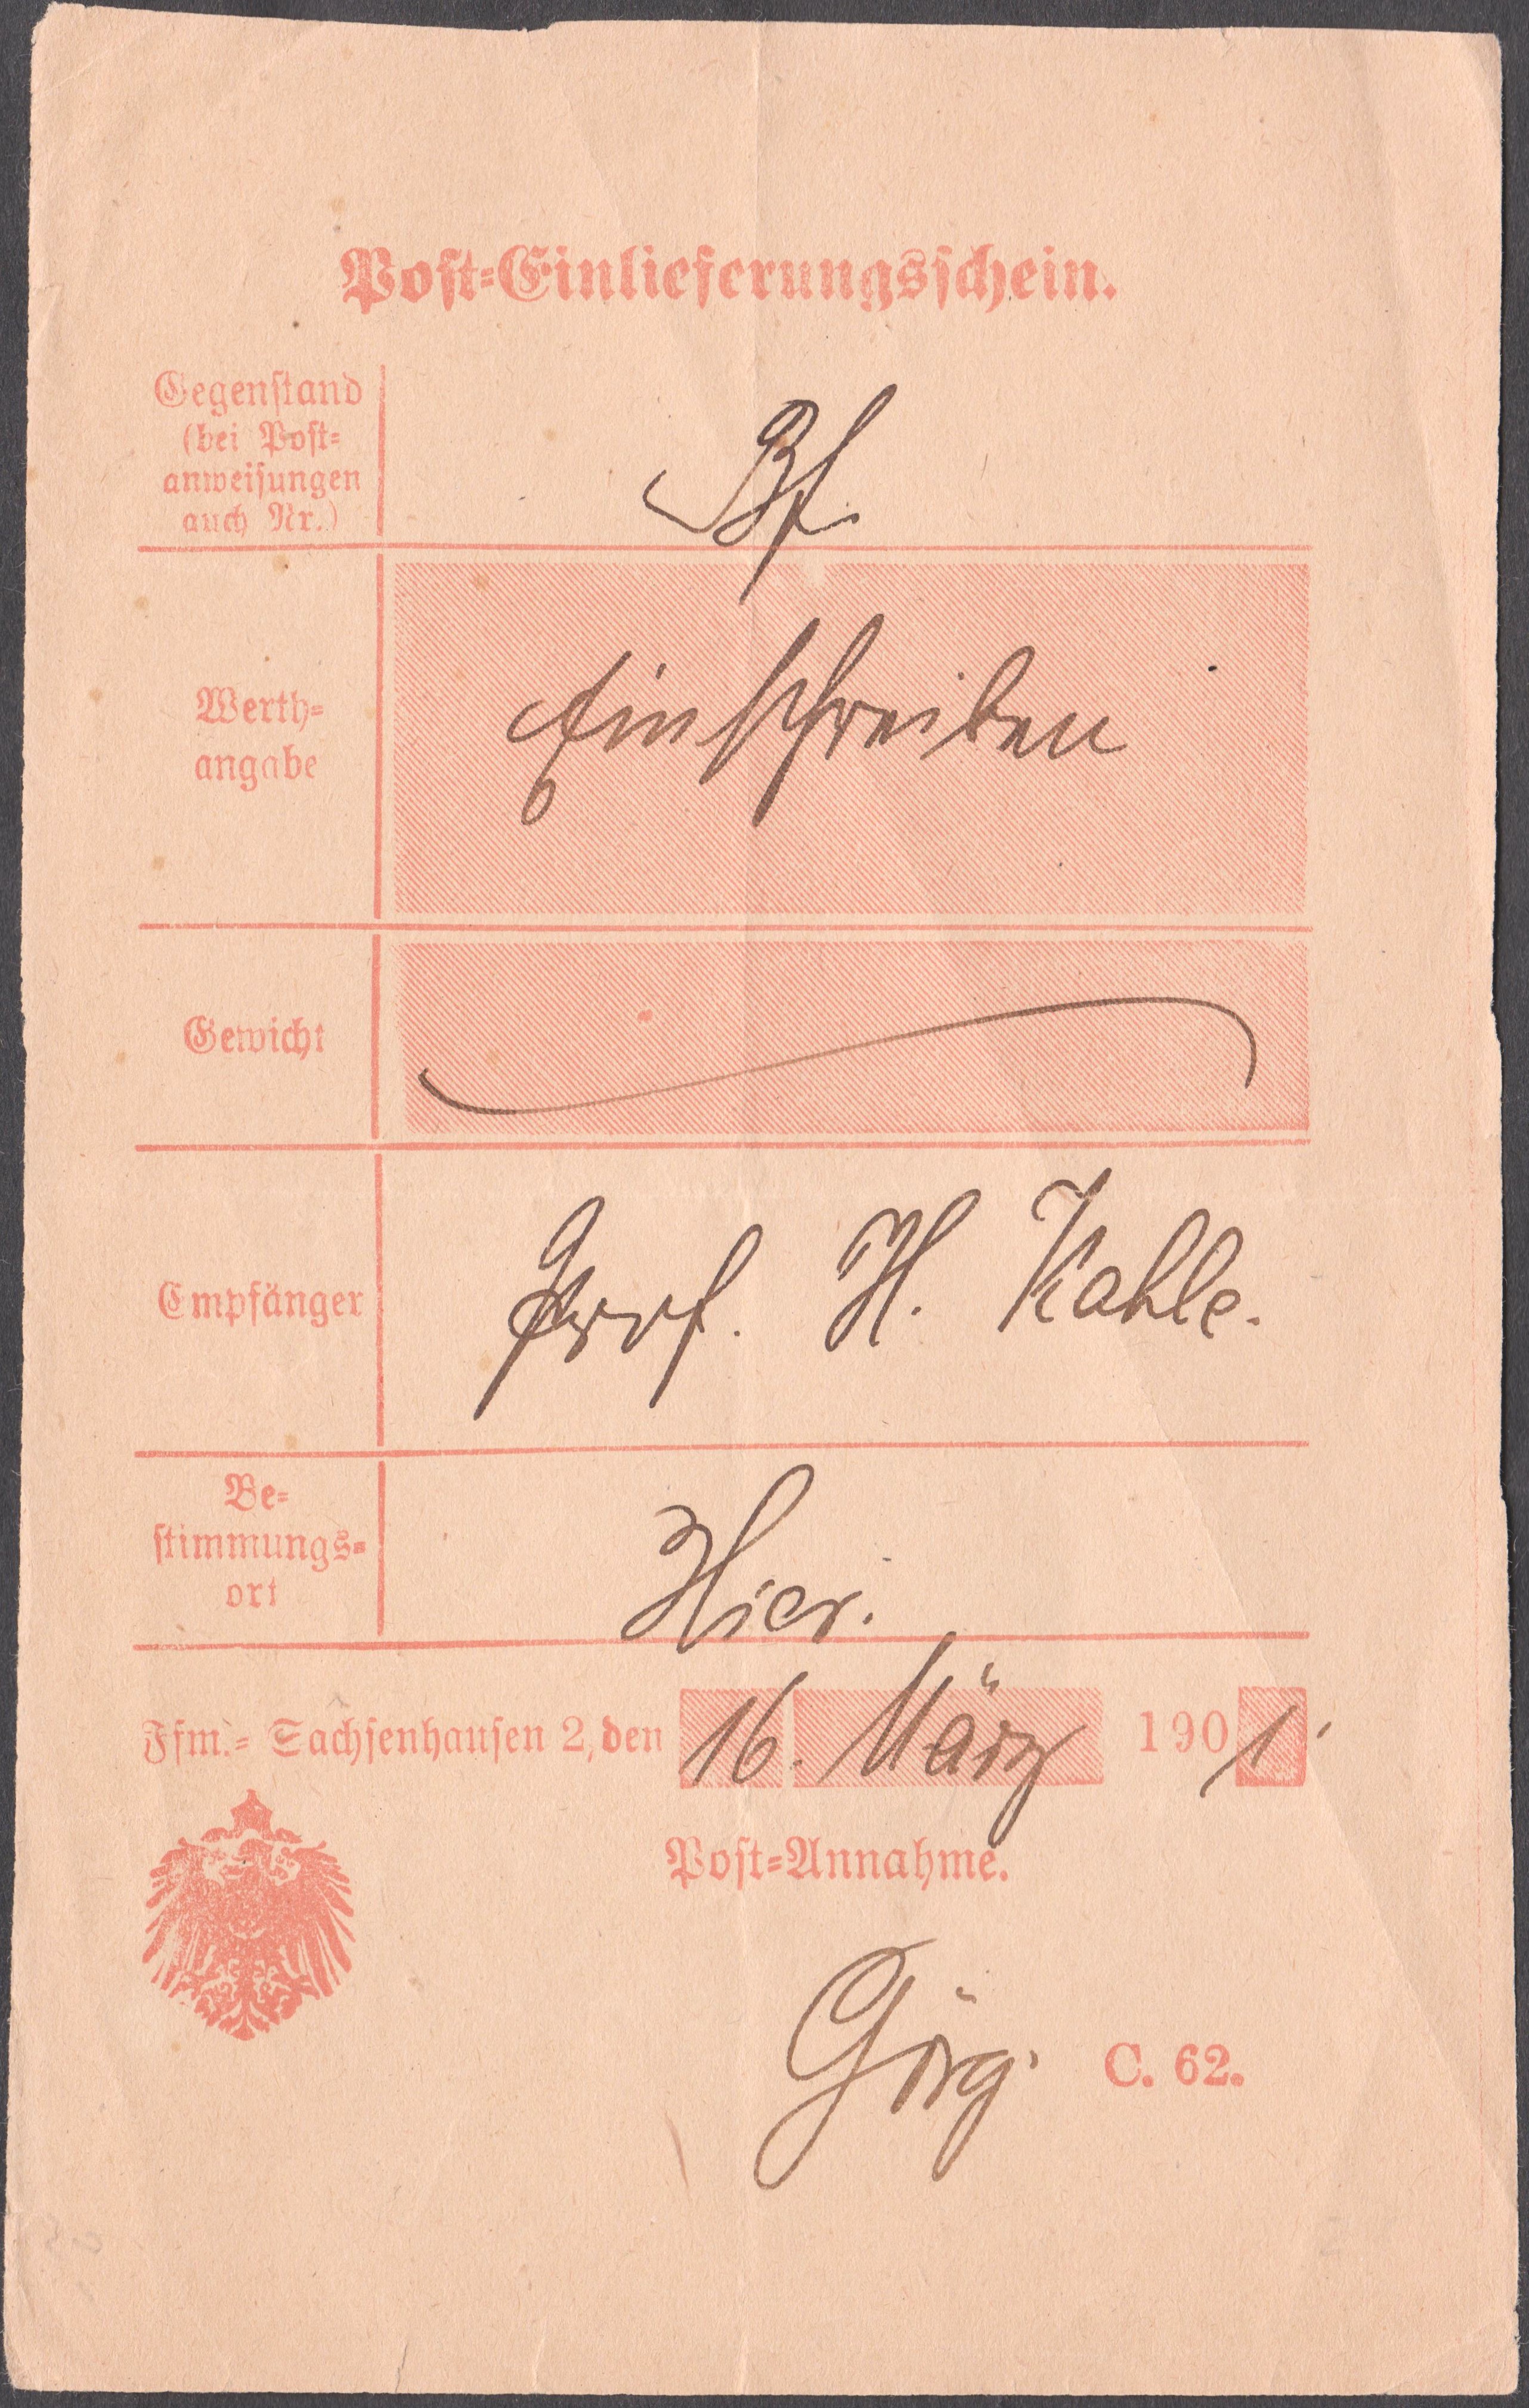 Post-Einlieferungsschein.
Gegenstand
(bei Post-
anweisungen
auch Nr.)
Bf.
Werth-
angabe
Einschreiben
Gewicht
Empfänger
Prof. H. Kahle.
Be-
stimmungs-
ort
Hier.
Ffm.- Sachsenhausen 2, den 16. März 1901.
Post-Annahme.
Görg.
C. 62.